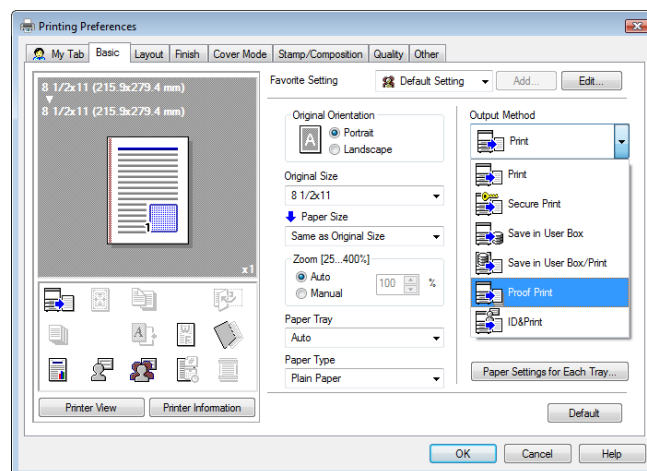 Printing Preferences
My Tab Basic Layout Finish Cover Mode Stamp/Composition Quality Other
8 1/2x11 (215.9x279.4 mm)
8 1/2x11 (215.9x279.4 mm)
1
x1
Printer View Printer Information
Favorite Setting Default Setting Add... Edit...
Original Orientation
A
Portrait
Landscape
Original Size
8 1/2x11
Paper Size
Same as Original Size
Zoom [25...400%]
Auto
Manual
100 %
Paper Tray
Auto
Paper Type
Plain Paper
Output Method
Print
Print
Secure Print
Save in User Box
Save in User Box/Print
Proof Print
ID&Print
Paper Settings for Each Tray...
Default
OK Cancel Help